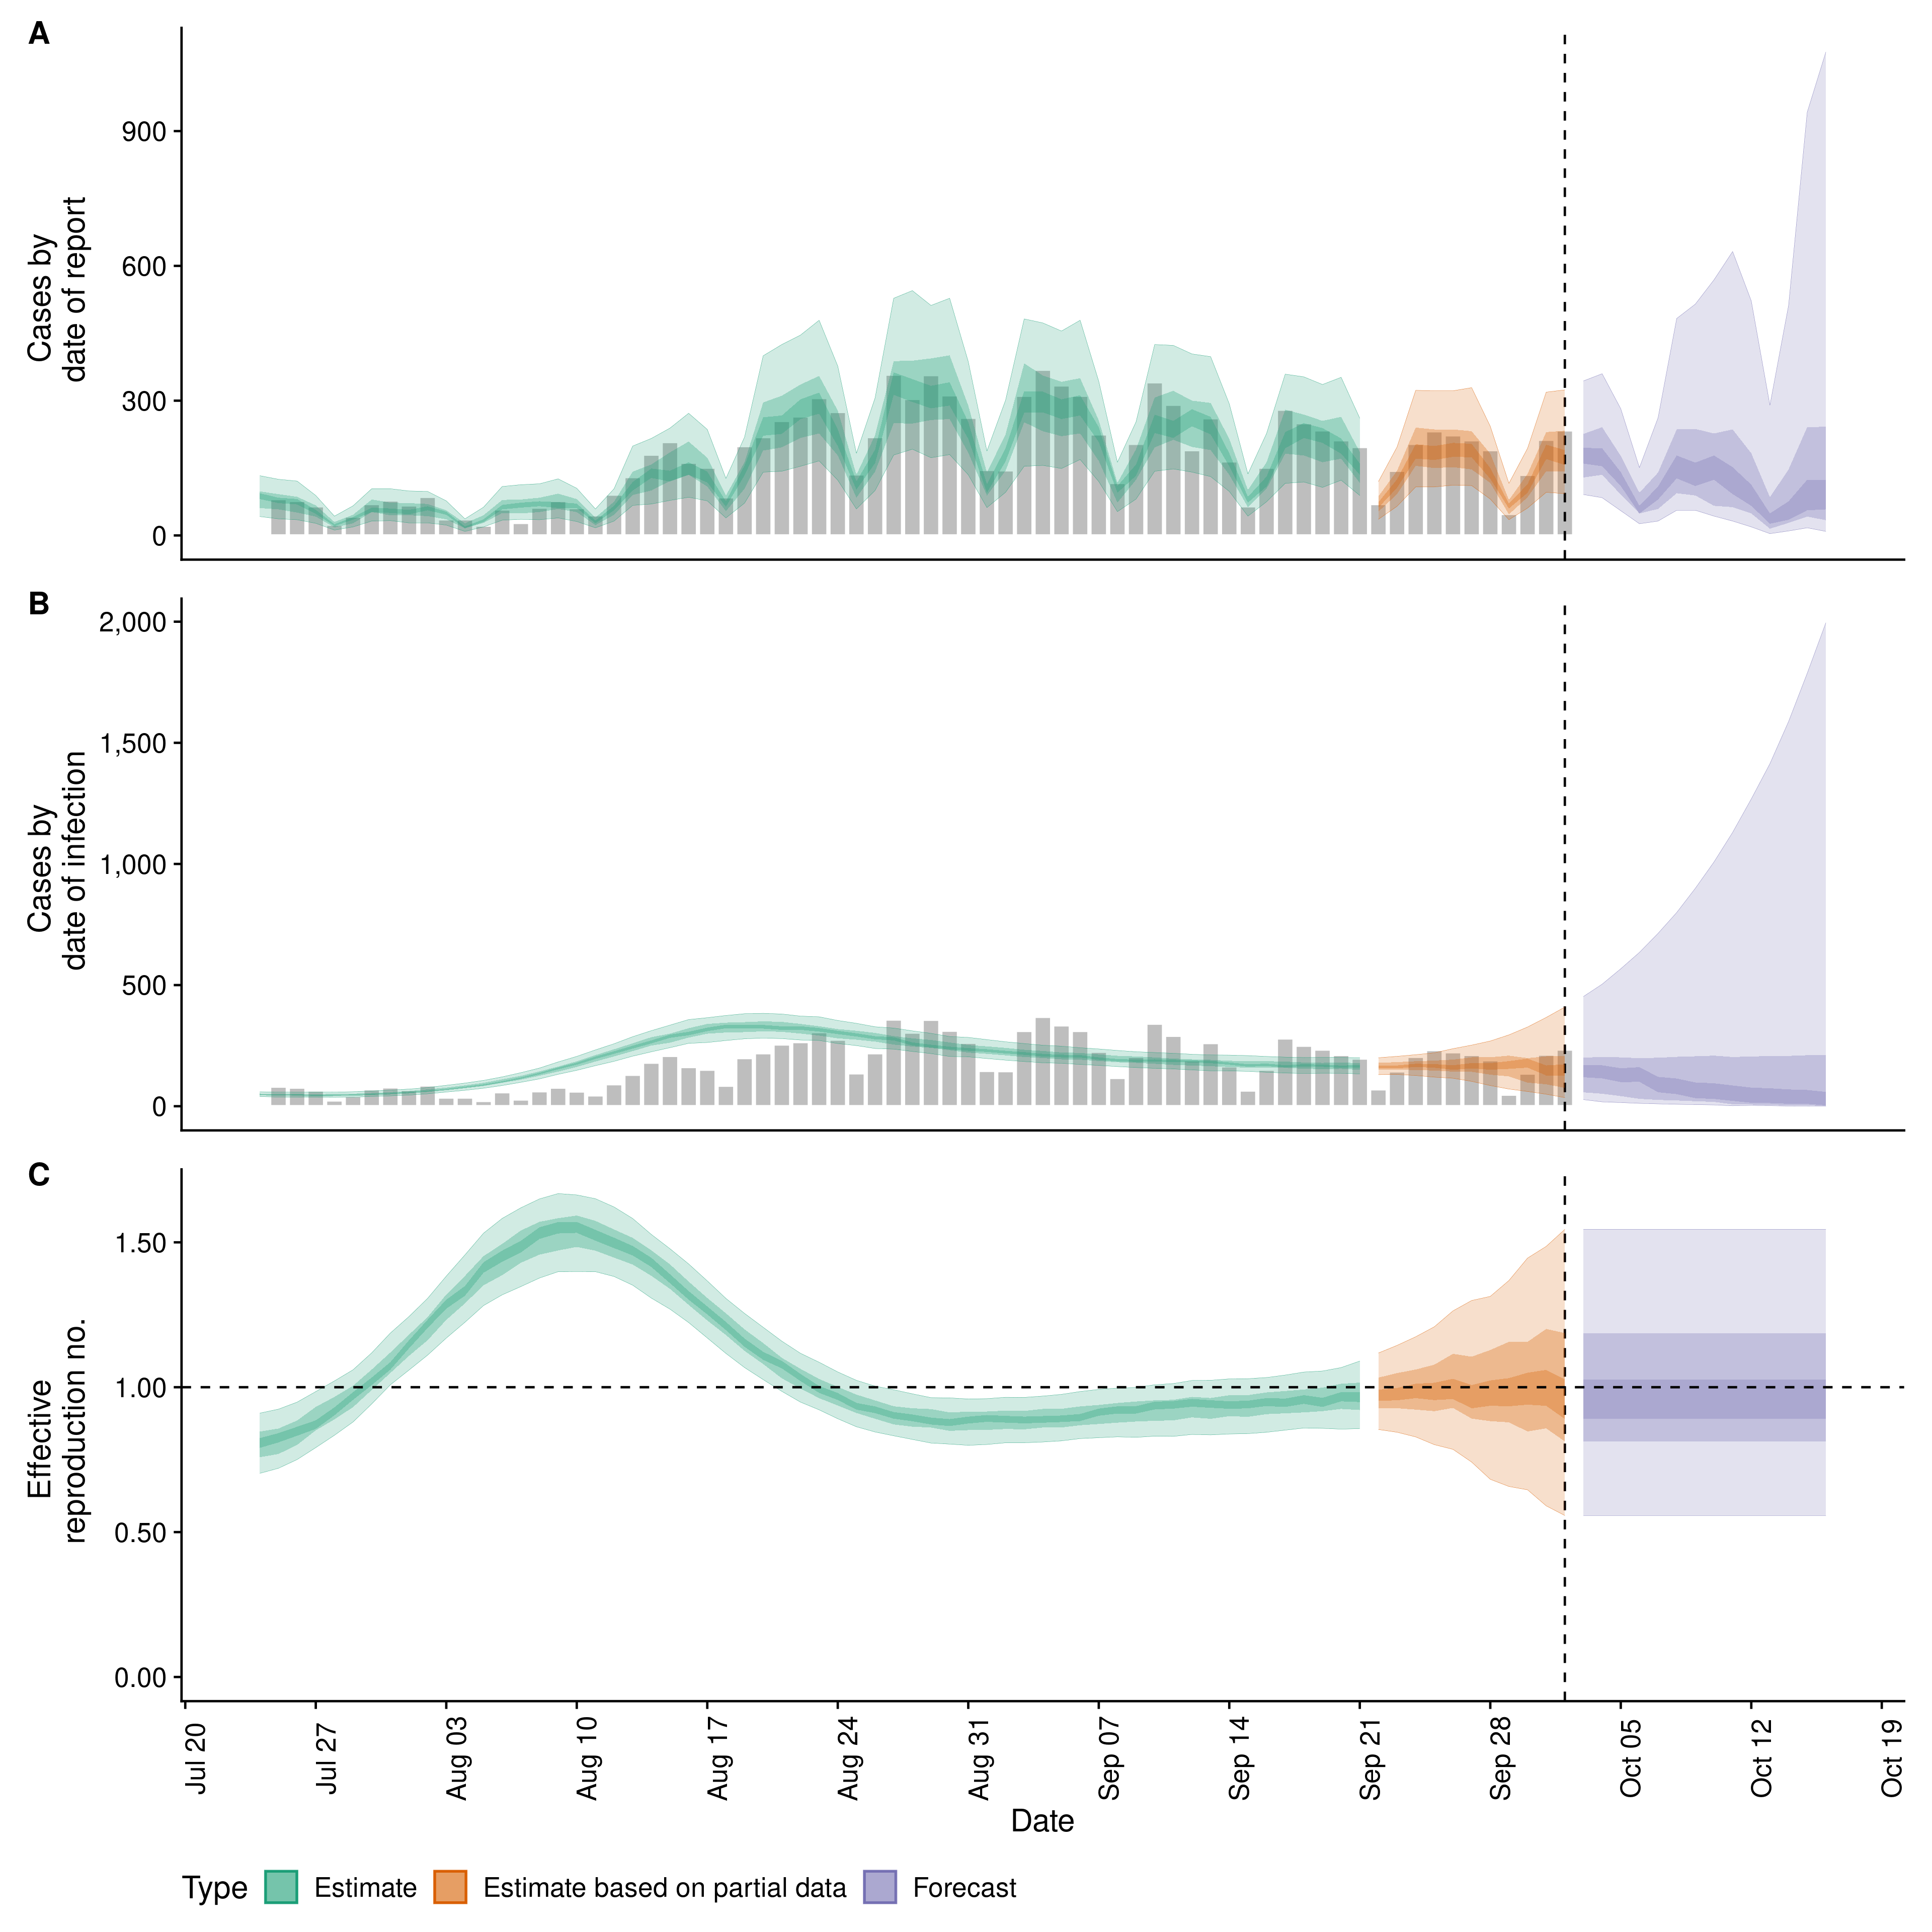 A
Cases by
date of report
900
600
300
0
B
Cases by
date of infection
2,000
1,500
1,000
500
0
C
Effective
reproduction no.
1.50
1.00
0.50
0.00
Jul 20
Jul 27
Aug 03
Aug 10
Aug 17
Aug 24
Aug 31
Sep 07
Sep 14
Sep 21
Sep 28
Oct 05
Oct 12
Oct 19
Date
Type Estimate Estimate based on partial data Forecast